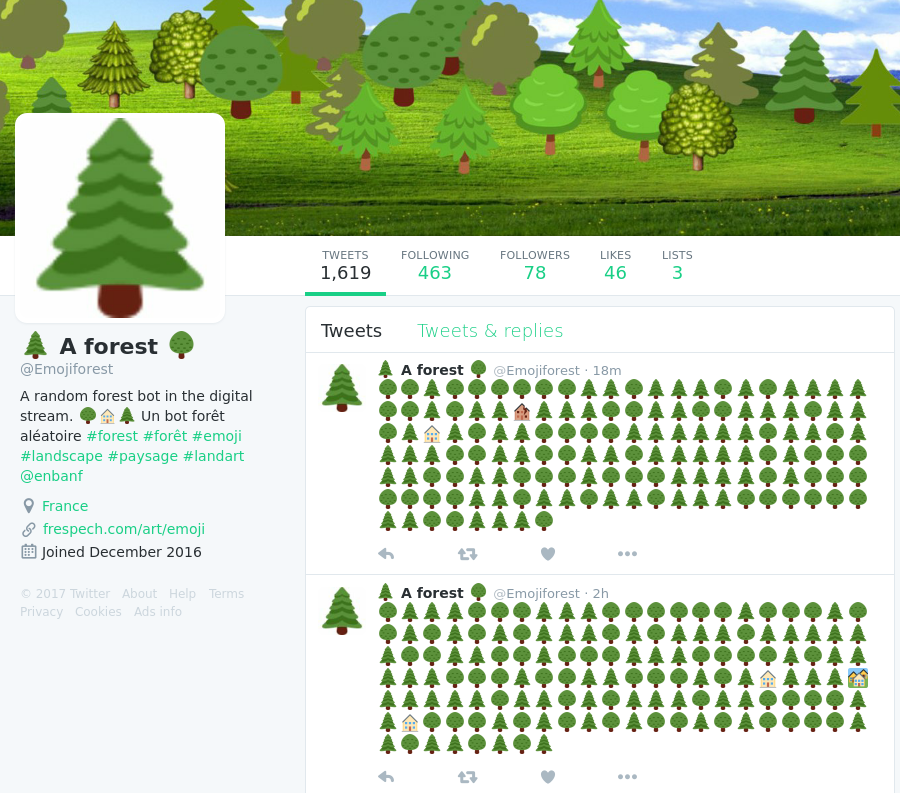 TWEETS FOLLOWING FOLLOWERS LIKES LISTS
1,619 463 78 46 3
A forest
@Emojiforest
A random forest bot in the digital
stream. Un bot forêt
aléatoire #forest #forêt #emoji
#landscape #paysage #landart
@enbanf
France
frespech.com/art/emoji
Joined December 2016
© 2017 Twitter About Help Terms
Privacy Cookies Ads info
Tweets Tweets & replies
A forest @Emojiforest · 18m
A forest @Emojiforest · 2h